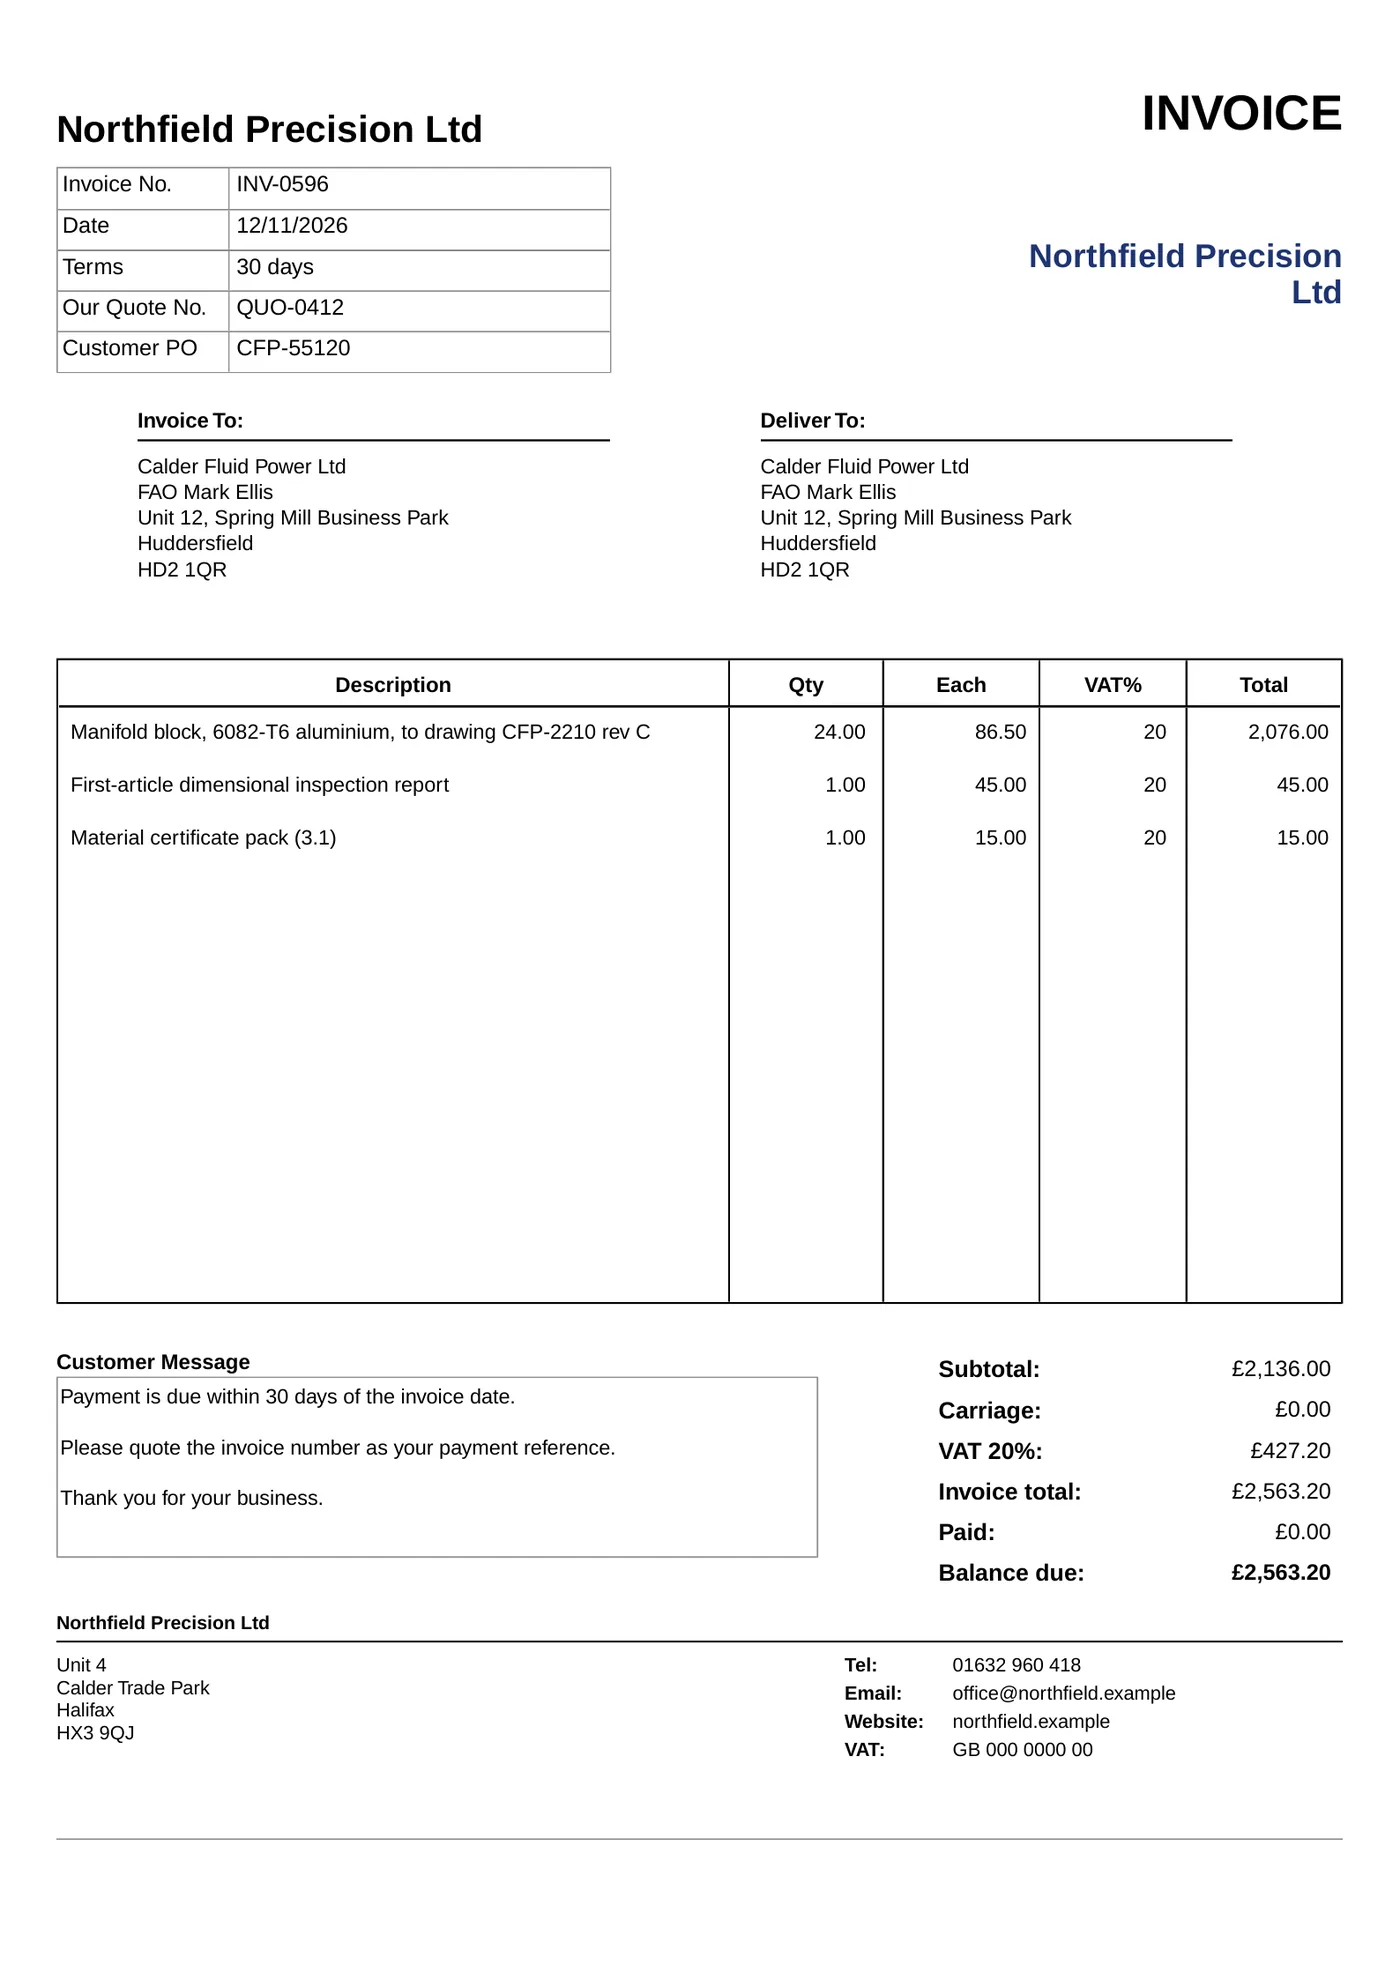 INVOICE
Northfield Precision Ltd
Invoice No. INV-0596
Date 12/11/2026
Terms 30 days
Our Quote No. QUO-0412
Customer PO CFP-55120
Northfield Precision
Ltd
Invoice To:
Calder Fluid Power Ltd
FAO Mark Ellis
Unit 12, Spring Mill Business Park
Huddersfield
HD2 1QR
Deliver To:
Calder Fluid Power Ltd
FAO Mark Ellis
Unit 12, Spring Mill Business Park
Huddersfield
HD2 1QR
Description Qty Each VAT% Total
Manifold block, 6082-T6 aluminium, to drawing CFP-2210 rev C 24.00 86.50 20 2,076.00
First-article dimensional inspection report 1.00 45.00 20 45.00
Material certificate pack (3.1) 1.00 15.00 20 15.00
Customer Message
Payment is due within 30 days of the invoice date.
Please quote the invoice number as your payment reference.
Thank you for your business.
Subtotal: £2,136.00
Carriage: £0.00
VAT 20%: £427.20
Invoice total: £2,563.20
Paid: £0.00
Balance due: £2,563.20
Northfield Precision Ltd
Unit 4
Calder Trade Park
Halifax
HX3 9QJ
Tel: 01632 960 418
Email: office@northfield.example
Website: northfield.example
VAT: GB 000 0000 00